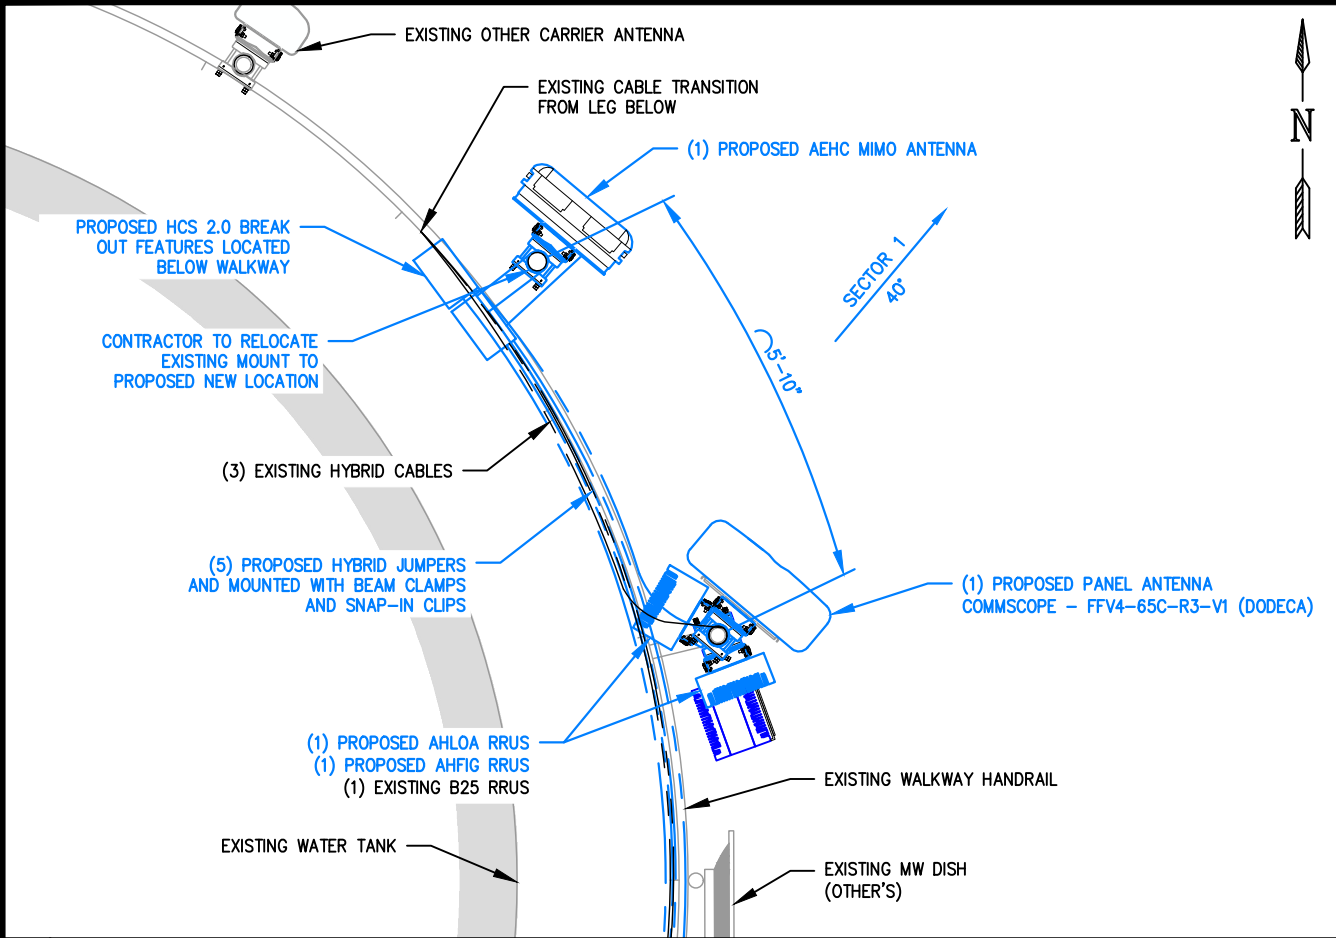 EXISTING OTHER CARRIER ANTENNA
EXISTING CABLE TRANSITION
FROM LEG BELOW
N
(1) PROPOSED AEHC MIMO ANTENNA
PROPOSED HCS 2.0 BREAK
OUT FEATURES LOCATED
BELOW WALKWAY
SECTOR 1
40°
CONTRACTOR TO RELOCATE
EXISTING MOUNT TO
PROPOSED NEW LOCATION
5'-10"
(3) EXISTING HYBRID CABLES
(5) PROPOSED HYBRID JUMPERS
AND MOUNTED WITH BEAM CLAMPS
AND SNAP-IN CLIPS
(1) PROPOSED PANEL ANTENNA
COMMSCOPE - FFV4-65C-R3-V1 (DODECA)
(1) PROPOSED AHLOA RRUS
(1) PROPOSED AHFIG RRUS
(1) EXISTING B25 RRUS
EXISTING WALKWAY HANDRAIL
EXISTING WATER TANK
EXISTING MW DISH
(OTHER'S)